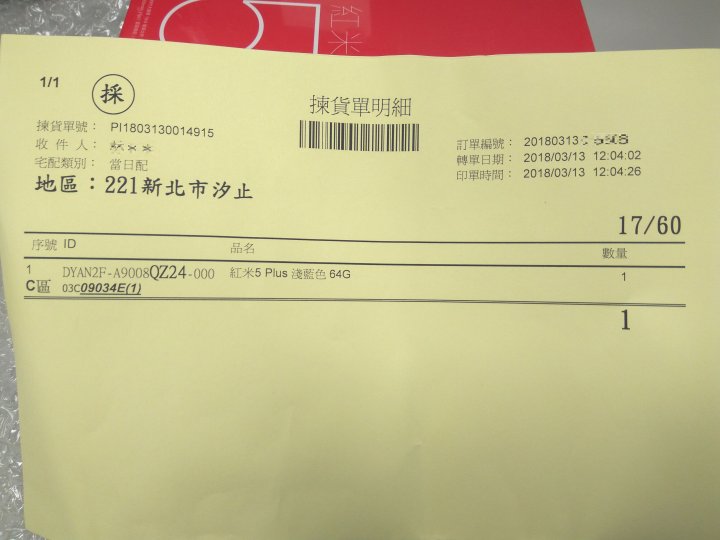 紅米
5
1/1
採
揀貨單明細
揀貨單號： PI1803130014915
收 件 人：
宅配類別： 當日配
地區：221新北市汐止
訂單編號： 20180313
轉單日期： 2018/03/13 12:04:02
印單時間： 2018/03/13 12:04:26
17/60
序號 ID 品名 數量
1 DYAN2F-A9008QZ24-000 紅米5 Plus 淺藍色 64G 1
C區 03C09034E(1)
1